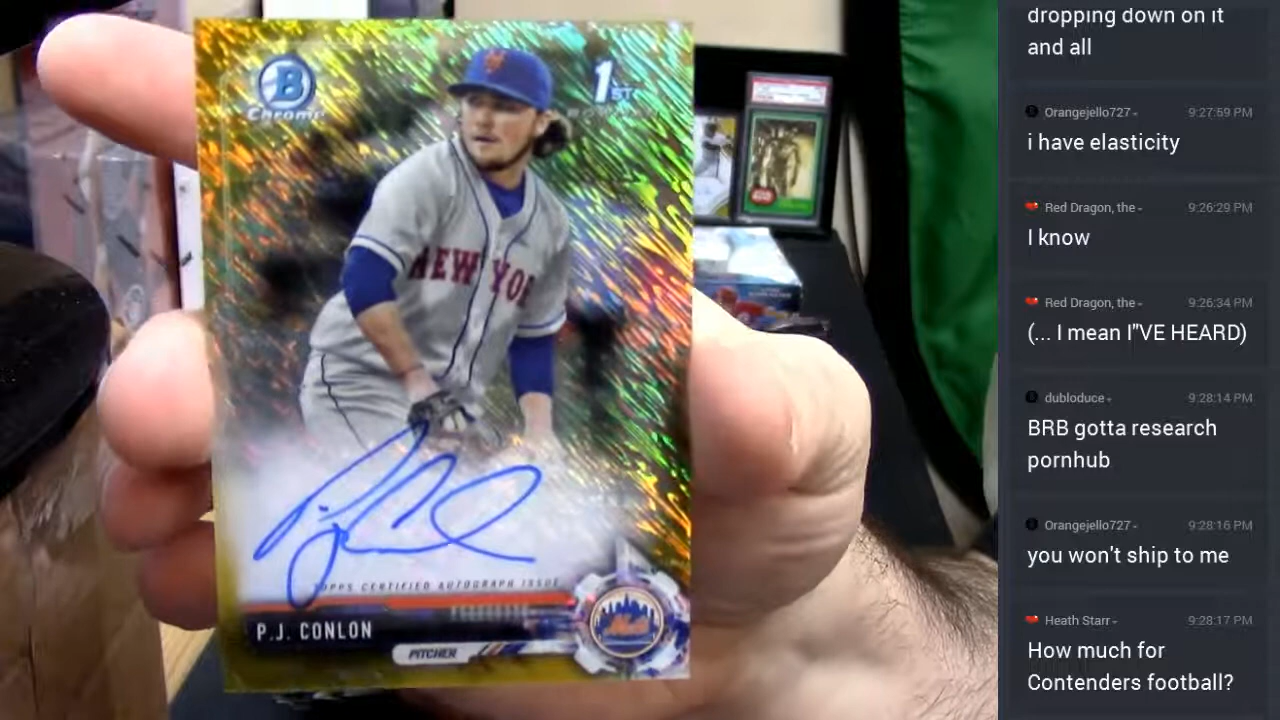 B
Chrome
1ST
BOWMAN
NEW YOR
TOPPS CERTIFIED AUTOGRAPH ISSUE
P.J. CONLON
PITCHER
Mets
dropping down on it
and all
Orangejello727
9:27:59 PM
i have elasticity
Red Dragon, the
9:26:29 PM
I know
Red Dragon, the
9:26:34 PM
(... I mean I"VE HEARD)
dubloduce
9:28:14 PM
BRB gotta research
pornhub
Orangejello727
9:28:16 PM
you won't ship to me
Heath Starr
9:28:17 PM
How much for
Contenders football?